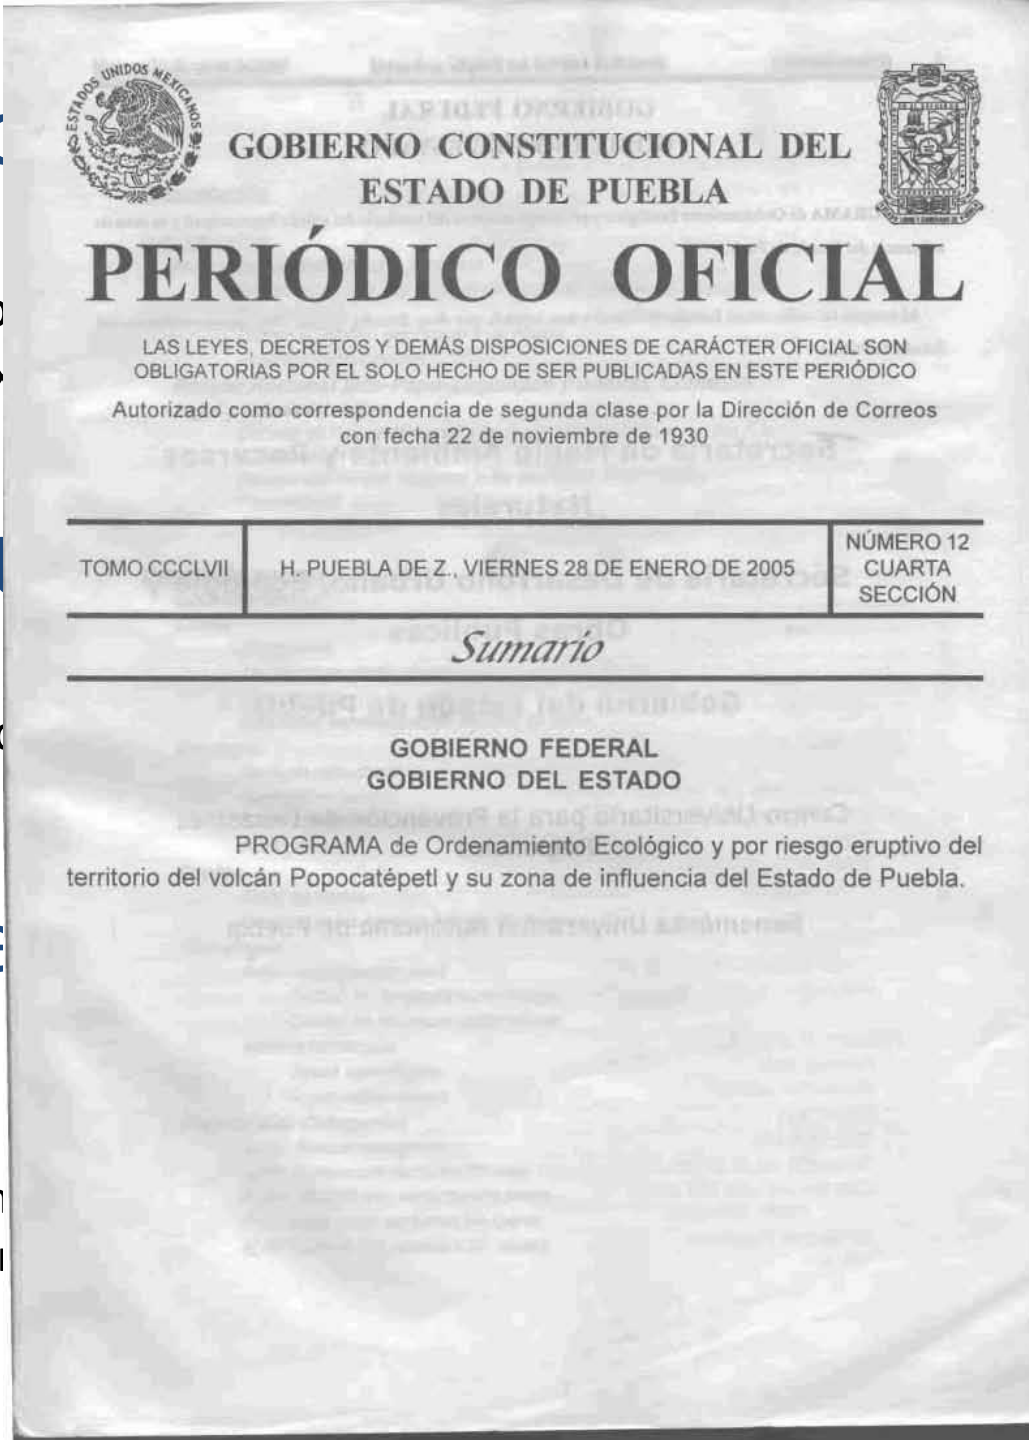 ESTADOS UNIDOS MEXICANOS
GOBIERNO CONSTITUCIONAL DEL
ESTADO DE PUEBLA
PERIÓDICO OFICIAL
LAS LEYES, DECRETOS Y DEMÁS DISPOSICIONES DE CARÁCTER OFICIAL SON
OBLIGATORIAS POR EL SOLO HECHO DE SER PUBLICADAS EN ESTE PERIÓDICO
Autorizado como correspondencia de segunda clase por la Dirección de Correos
con fecha 22 de noviembre de 1930
TOMO CCCLVII
H. PUEBLA DE Z., VIERNES 28 DE ENERO DE 2005
NÚMERO 12
CUARTA
SECCIÓN
Sumario
GOBIERNO FEDERAL
GOBIERNO DEL ESTADO
PROGRAMA de Ordenamiento Ecológico y por riesgo eruptivo del
territorio del volcán Popocatépetl y su zona de influencia del Estado de Puebla.